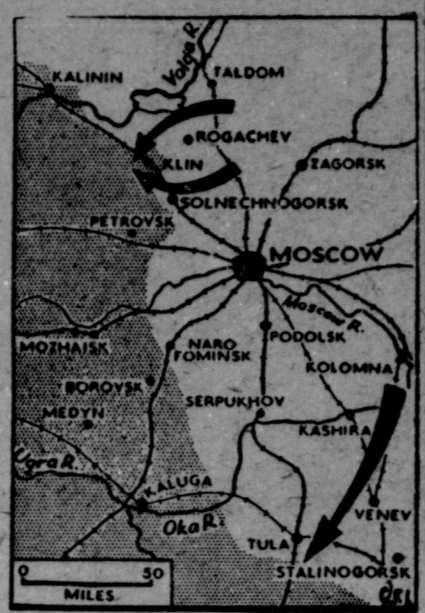 KALININ
Volga R.
TALDOM
ROGACHEV
KLIN
ZAGORSK
SOLNECHNOGORSK
PETROVSK
MOSCOW
Moscow R.
MOZHAISK
NARO
FOMINSK
PODOLSK
KOLOMNA
BOROVSK
MEDYN
SERPUKHOV
KASHIRA
Ugra R.
KALUGA
Oka R.
VENEV
TULA
STALINOGORSK
0 50
MILES